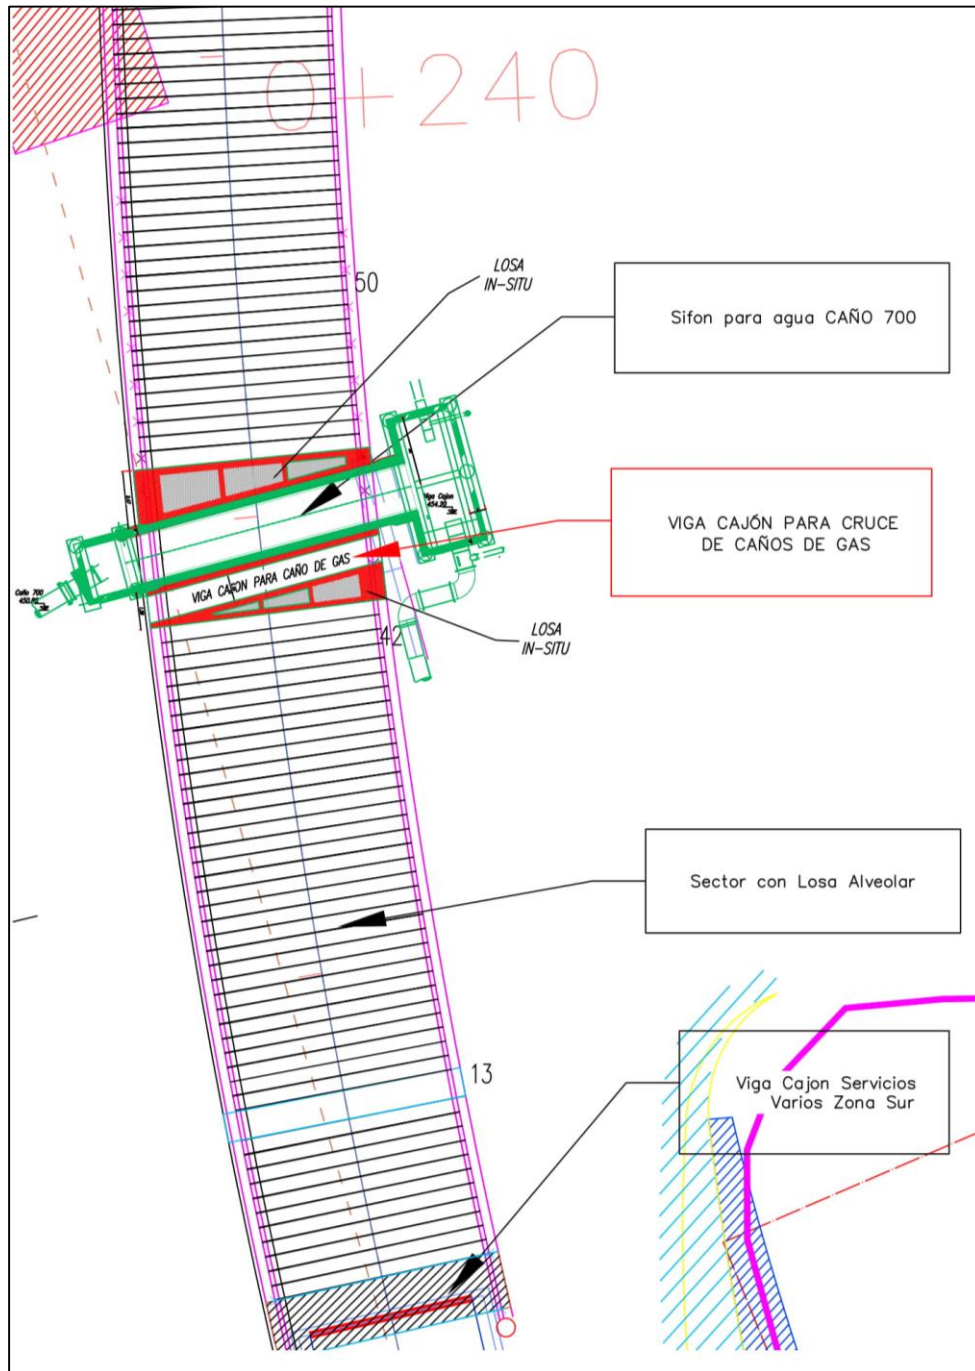 0+240
LOSA
IN-SITU
50
Sifon para agua CAÑO 700
Viga Cajon
454.20
VIGA CAJÓN PARA CRUCE
DE CAÑOS DE GAS
VIGA CAJON PARA CAÑO DE GAS
Caño 700
42
LOSA
IN-SITU
Sector con Losa Alveolar
13
Viga Cajon Servicios
Varios Zona Sur